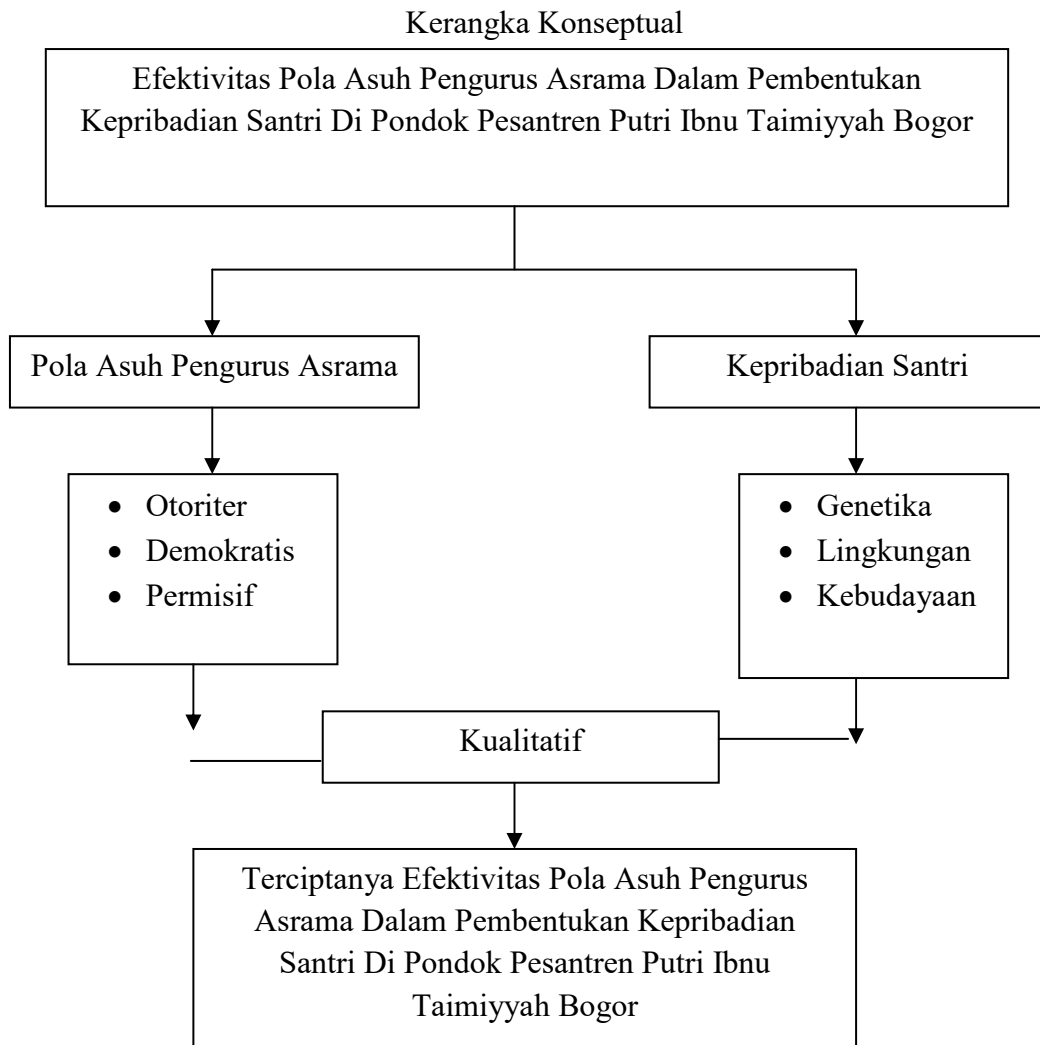 Kerangka Konseptual
Efektivitas Pola Asuh Pengurus Asrama Dalam Pembentukan
Kepribadian Santri Di Pondok Pesantren Putri Ibnu Taimiyyah Bogor
Pola Asuh Pengurus Asrama
Kepribadian Santri
• Otoriter
• Demokratis
• Permisif
• Genetika
• Lingkungan
• Kebudayaan
Kualitatif
Terciptanya Efektivitas Pola Asuh Pengurus
Asrama Dalam Pembentukan Kepribadian
Santri Di Pondok Pesantren Putri Ibnu
Taimiyyah Bogor